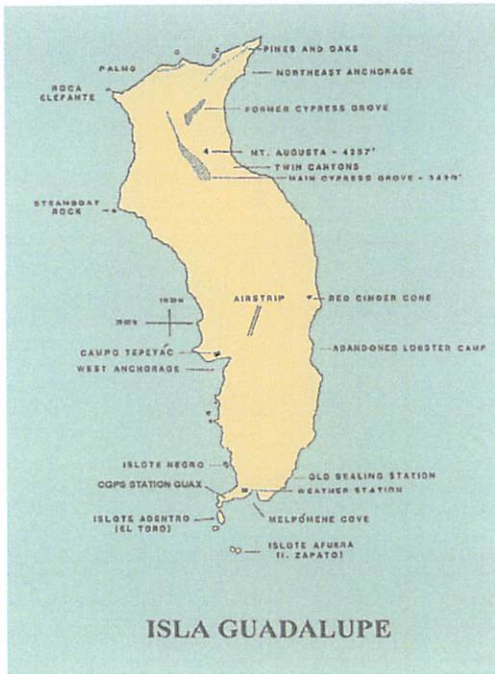 PINES AND OAKS
PALMS
NORTHEAST ANCHORAGE
ROCA
ELEFANTE
FORMER CYPRESS GROVE
MT. AUGUSTA - 4257'
TWIN CANYONS
MAIN CYPRESS GROVE -
STEAMBOAT
ROCK
AIRSTRIP
RED CINDER CONE
CAMPO TEPEYAC
ABANDONED LOBSTER CAMP
WEST ANCHORAGE
ISLOTE NEGRO
OLD SEALING STATION
CGPS STATION GUAX
WEATHER STATION
ISLOTE ADENTRO
(EL TORO)
MELPOMENE COVE
ISLOTE AFUERA
(I. ZAPATO)
ISLA GUADALUPE